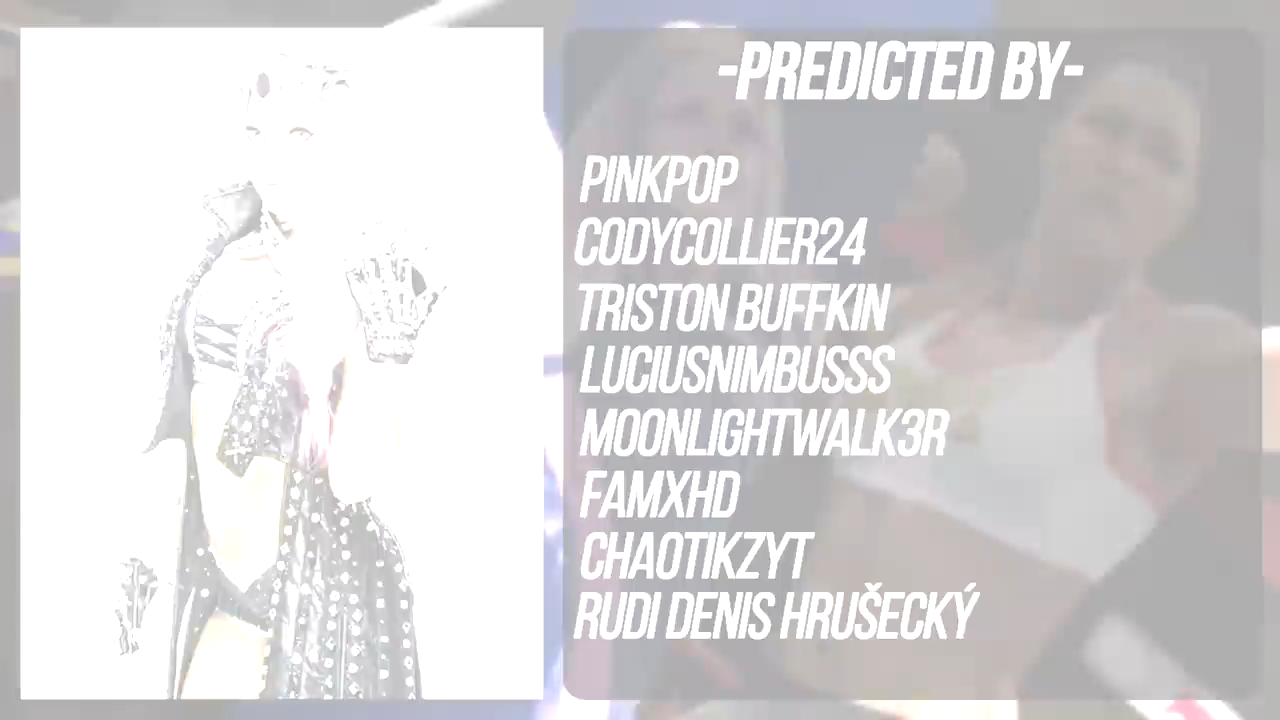 -PREDICTED BY-
PINKPOP
CODYCOLLIER24
TRISTON BUFFKIN
LUCIUSNIMBUSSS
MOONLIGHTWALK3R
FAMXHD
CHAOTIKZYT
RUDI DENIS HRUŠECKÝ